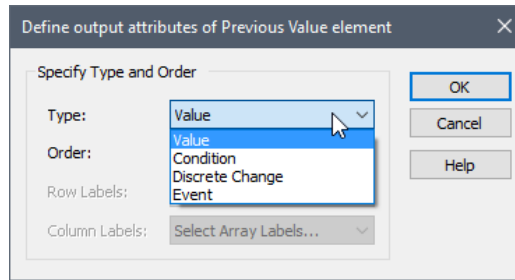 Define output attributes of Previous Value element
Specify Type and Order
OK
Type: Value
Cancel
Value
Order:
Condition
Help
Discrete Change
Row Labels:
Event
Column Labels: Select Array Labels...